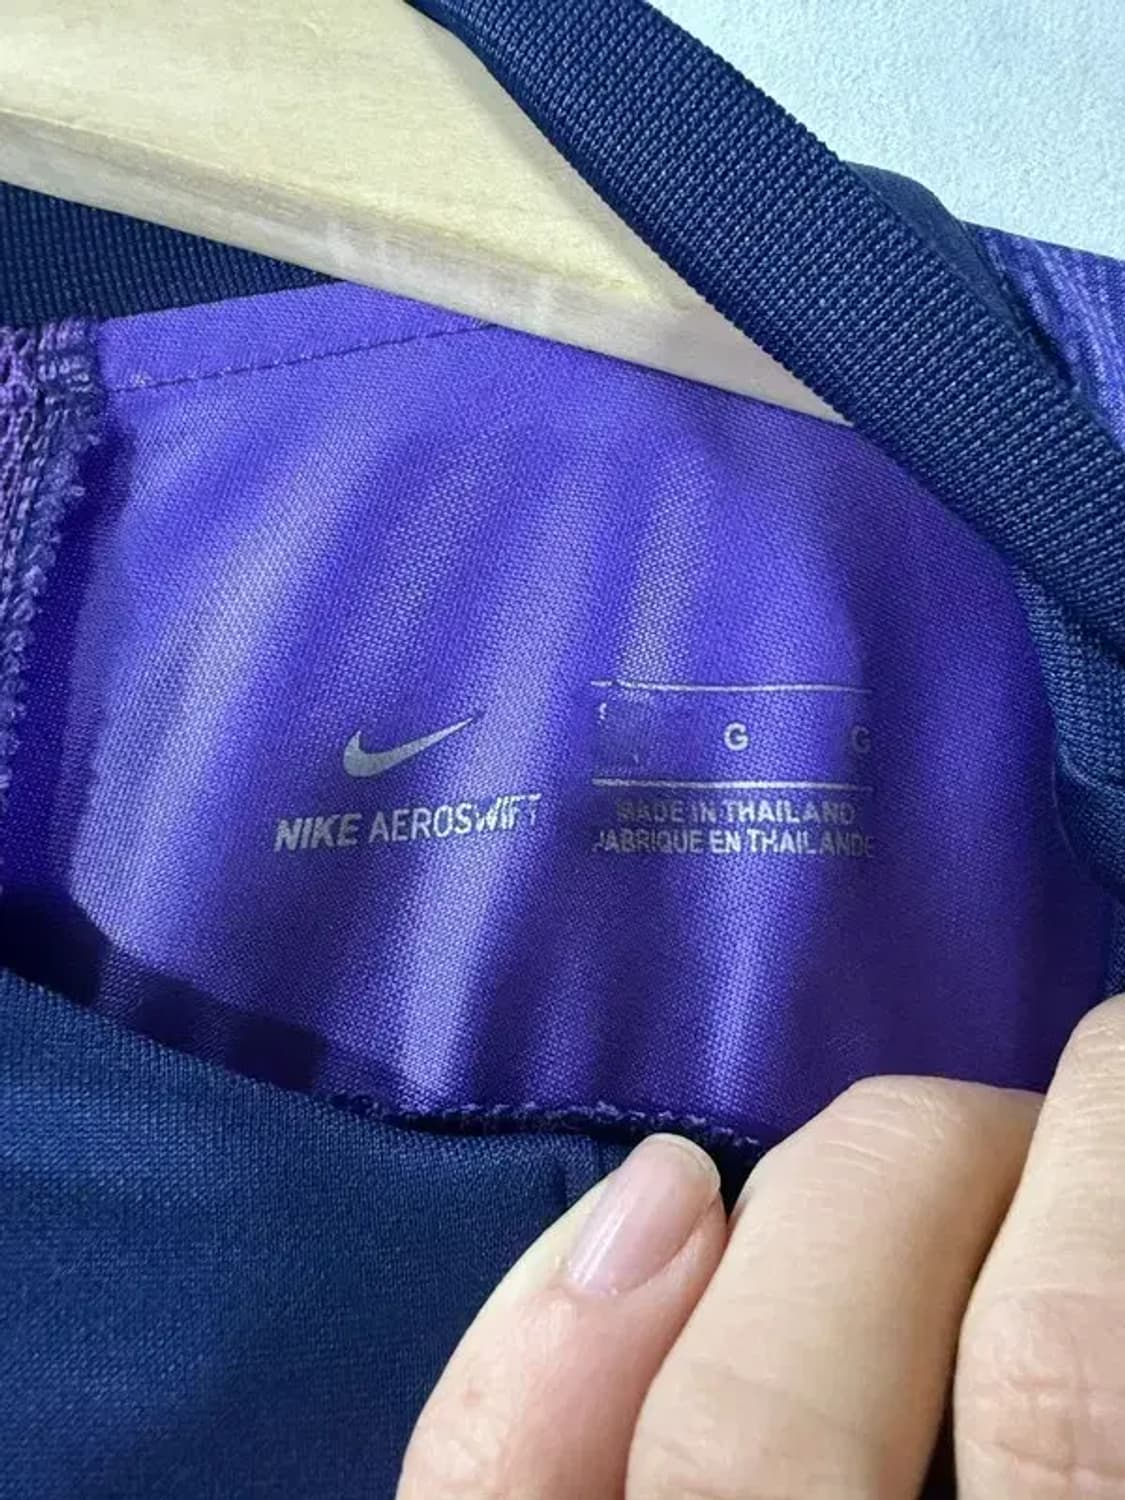 G G
NIKE AEROSWIFT
MADE IN THAILAND
FABRIQUE EN THAILANDE